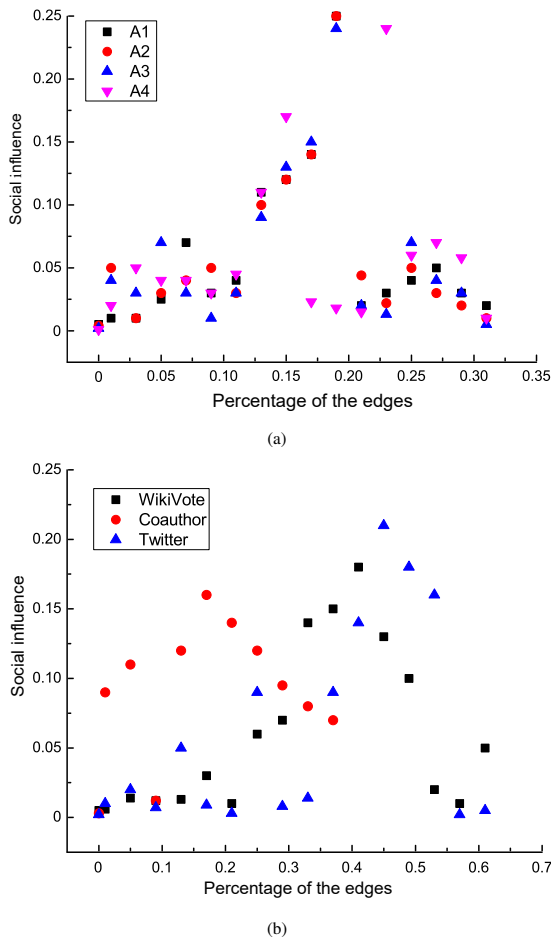 0.25
0.20
0.15
0.10
0.05
0
Social influence
A1
A2
A3
A4
0 0.05 0.10 0.15 0.20 0.25 0.30 0.35
Percentage of the edges
(a)
0.25
0.20
0.15
0.10
0.05
0
Social influence
WikiVote
Coauthor
Twitter
0 0.1 0.2 0.3 0.4 0.5 0.6 0.7
Percentage of the edges
(b)